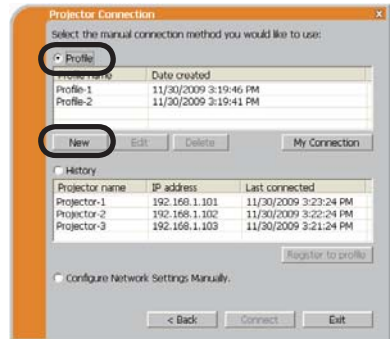 Projector Connection
Select the manual connection method you would like to use:
Profile
Profile name Date created
Profile-1 11/30/2009 3:19:46 PM
Profile-2 11/30/2009 3:19:41 PM
New Edit Delete My Connection
History
Projector name IP address Last connected
Projector-1 192.168.1.101 11/30/2009 3:23:24 PM
Projector-2 192.168.1.102 11/30/2009 3:22:24 PM
Projector-3 192.168.1.103 11/30/2009 3:21:24 PM
Register to profile
Configure Network Settings Manually.
< Back Connect Exit